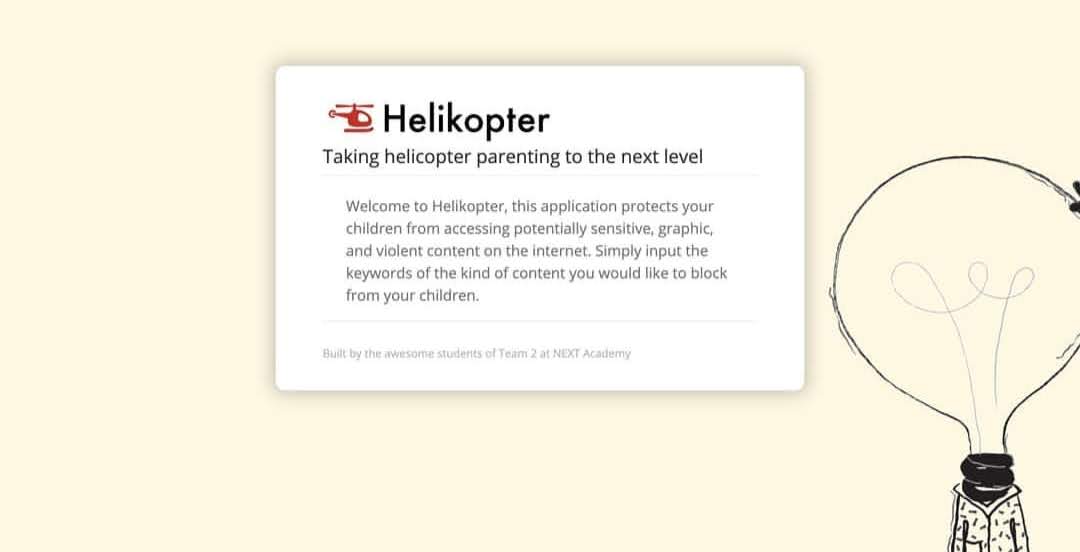 Helikopter
Taking helicopter parenting to the next level
Welcome to Helikopter, this application protects your
children from accessing potentially sensitive, graphic,
and violent content on the internet. Simply input the
keywords of the kind of content you would like to block
from your children.
Built by the awesome students of Team 2 at NEXT Academy